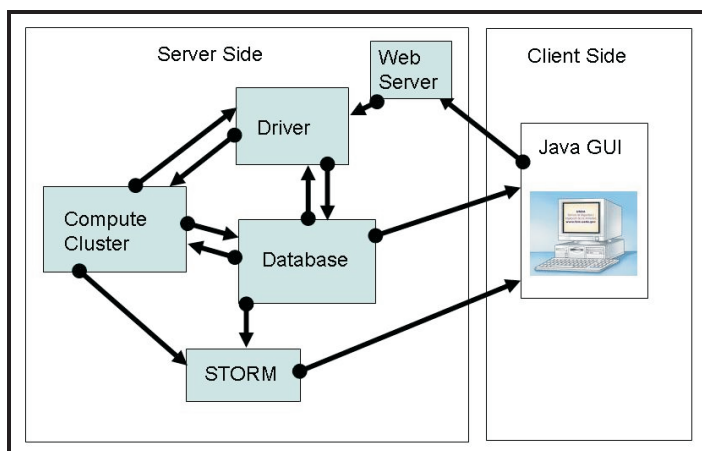 Server Side
Web
Server
Client Side
Driver
Java GUI
Compute
Cluster
Database
STORM